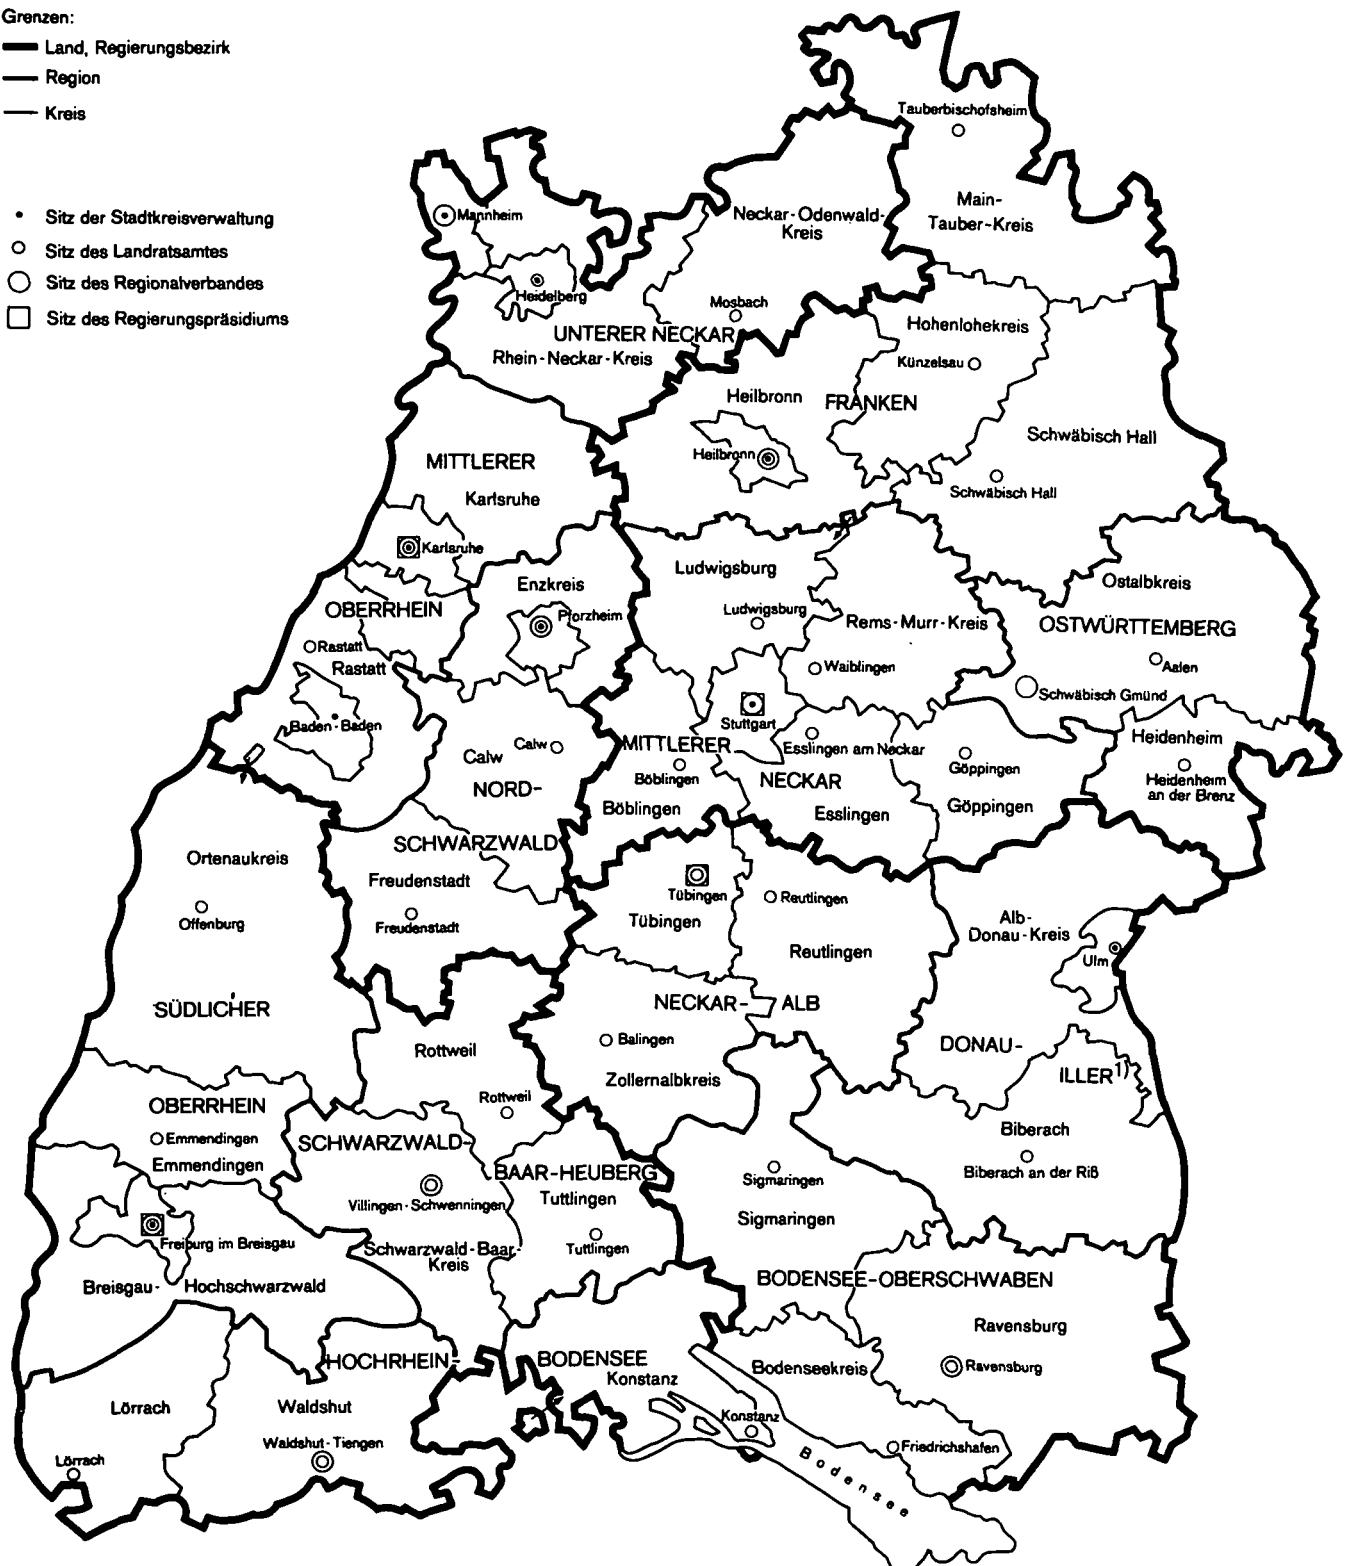 Grenzen:
Land, Regierungsbezirk
Region
Kreis
Sitz der Stadtkreisverwaltung
Sitz des Landratsamtes
Sitz des Regionalverbandes
Sitz des Regierungspräsidiums
Tauberbischofsheim
Main-
Tauber-Kreis
Neckar-Odenwald-
Kreis
Mannheim
Heidelberg
Mosbach
UNTERER NECKAR
Rhein-Neckar-Kreis
Hohenlohekreis
Künzelsau
Heilbronn
FRANKEN
Heilbronn
Schwäbisch Hall
Schwäbisch Hall
MITTLERER
Karlsruhe
Karlsruhe
OBERRHEIN
Rastatt
Rastatt
Baden-Baden
Enzkreis
Pforzheim
Ludwigsburg
Ludwigsburg
Rems-Murr-Kreis
Waiblingen
Ostalbkreis
OSTWÜRTTEMBERG
Aalen
Schwäbisch Gmünd
Heidenheim
Heidenheim
an der Brenz
Stuttgart
MITTLERER
Böblingen
Böblingen
Esslingen am Neckar
NECKAR
Esslingen
Göppingen
Göppingen
Calw
Calw
NORD-
SCHWARZWALD
Freudenstadt
Freudenstadt
Ortenaukreis
Offenburg
SÜDLICHER
OBERRHEIN
Emmendingen
Emmendingen
Tübingen
Tübingen
Reutlingen
Reutlingen
NECKAR-
ALB
Balingen
Zollernalbkreis
Alb-
Donau-Kreis
Ulm
DONAU-
ILLER1)
Biberach
Biberach an der Riß
Rottweil
Rottweil
SCHWARZWALD-
BAAR-HEUBERG
Villingen-Schwenningen
Schwarzwald-Baar-
Kreis
Tuttlingen
Tuttlingen
Sigmaringen
Sigmaringen
Freiburg im Breisgau
Breisgau-
Hochschwarzwald
BODENSEE-OBERSCHWABEN
Ravensburg
Ravensburg
Bodenseekreis
Friedrichshafen
HOCHRHEIN-
BODENSEE
Konstanz
Konstanz
Lörrach
Lörrach
Waldshut
Waldshut-Tiengen
Bodensee